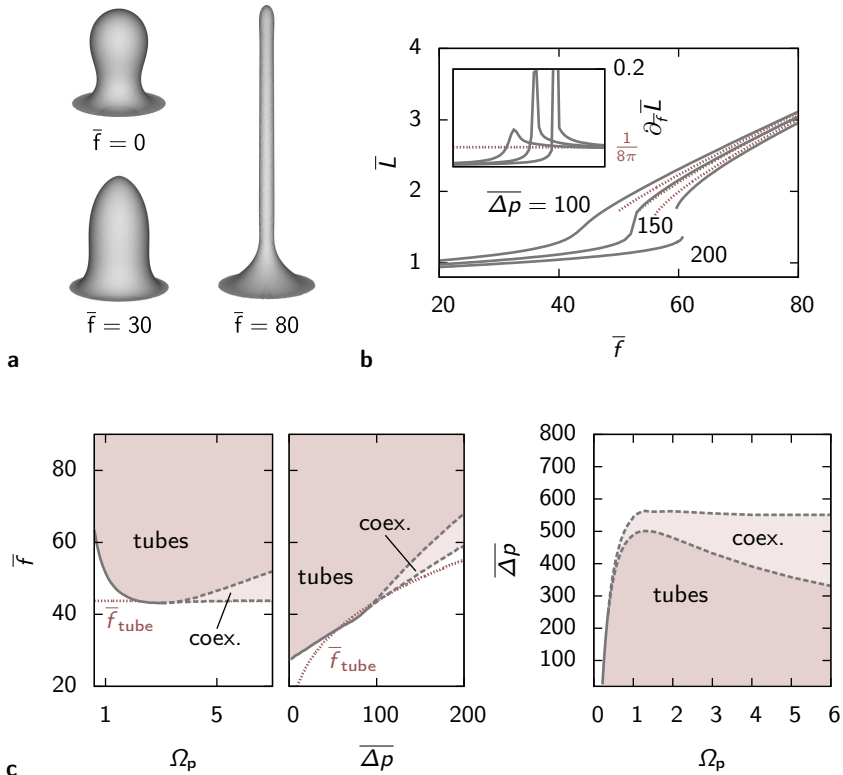 f̄ = 0
f̄ = 30
f̄ = 80
a
4
3
2
1
L̄
0.2
∂f̄ L̄
1/8π
Δp = 100
150
200
20 40 60 80
f̄
b
80
60
40
20
f̄
tubes
f̄tube
coex.
1 5
Ωp
coex.
tubes
f̄tube
0 100 200
Δp
800
700
600
500
400
300
200
100
Δp
coex.
tubes
0 1 2 3 4 5 6
Ωp
c